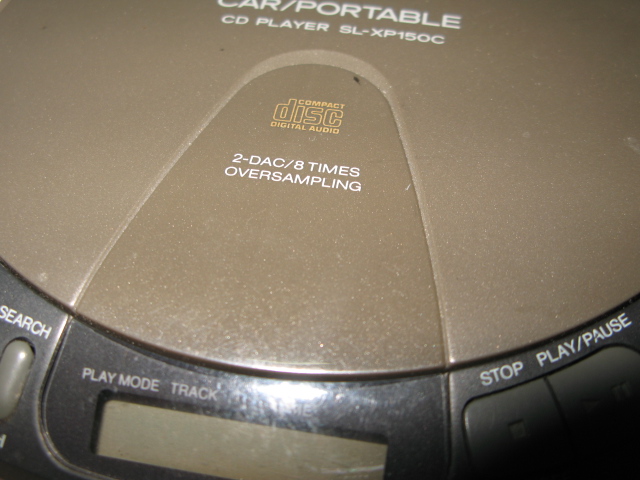 CAR/PORTABLE
CD PLAYER SL-XP150C
COMPACT
disc
DIGITAL AUDIO
2-DAC/8 TIMES
OVERSAMPLING
SEARCH
PLAY MODE TRACK
STOP PLAY/PAUSE